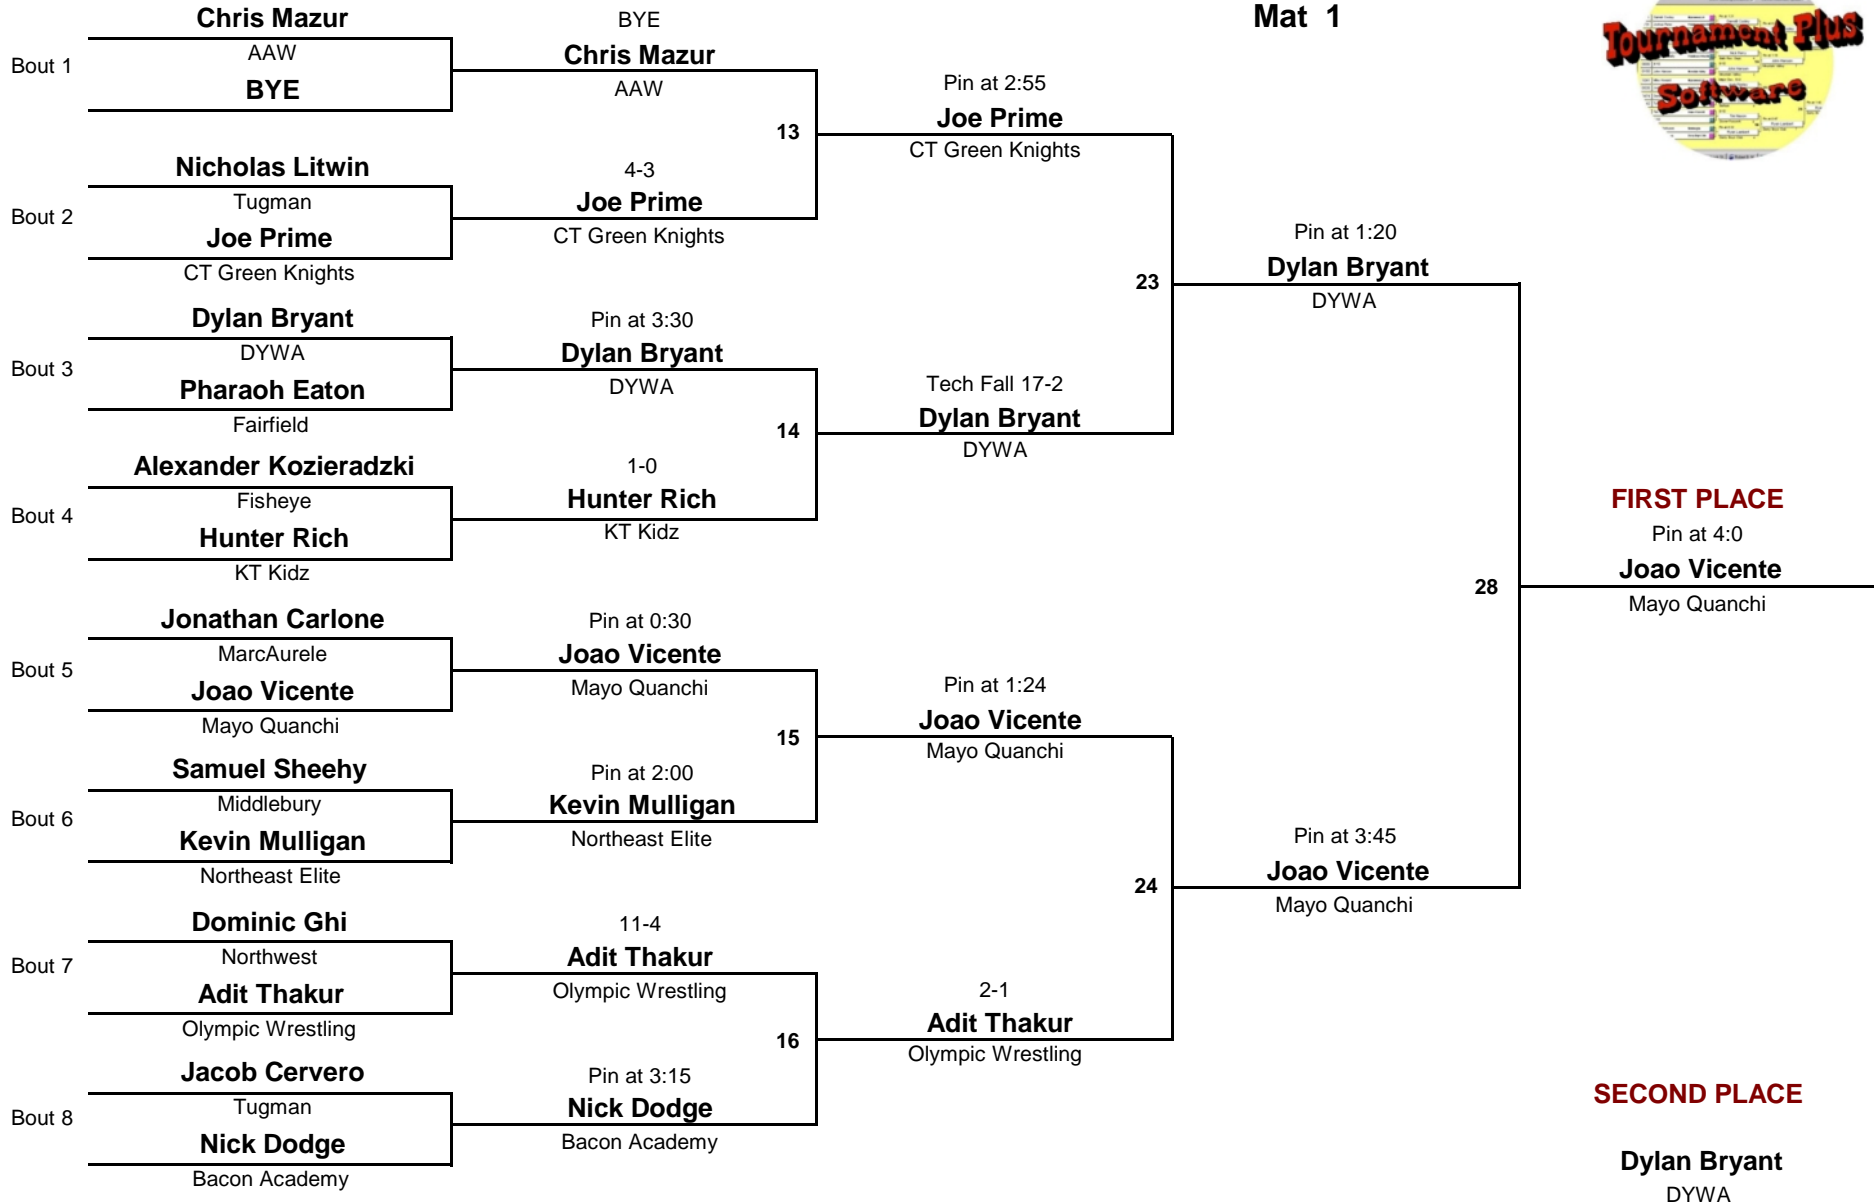 Mat 1
Tournament Plus
Software
Bout 1
Chris Mazur
AAW
BYE
Bout 2
Nicholas Litwin
Tugman
Joe Prime
CT Green Knights
Bout 3
Dylan Bryant
DYWA
Pharaoh Eaton
Fairfield
Bout 4
Alexander Kozieradzki
Fisheye
Hunter Rich
KT Kidz
Bout 5
Jonathan Carlone
MarcAurele
Joao Vicente
Mayo Quanchi
Bout 6
Samuel Sheehy
Middlebury
Kevin Mulligan
Northeast Elite
Bout 7
Dominic Ghi
Northwest
Adit Thakur
Olympic Wrestling
Bout 8
Jacob Cervero
Tugman
Nick Dodge
Bacon Academy
BYE
Chris Mazur
AAW
13
4-3
Joe Prime
CT Green Knights
Pin at 3:30
Dylan Bryant
DYWA
14
1-0
Hunter Rich
KT Kidz
Pin at 0:30
Joao Vicente
Mayo Quanchi
15
Pin at 2:00
Kevin Mulligan
Northeast Elite
11-4
Adit Thakur
Olympic Wrestling
16
Pin at 3:15
Nick Dodge
Bacon Academy
Pin at 2:55
Joe Prime
CT Green Knights
23
Tech Fall 17-2
Dylan Bryant
DYWA
Pin at 1:24
Joao Vicente
Mayo Quanchi
24
2-1
Adit Thakur
Olympic Wrestling
Pin at 1:20
Dylan Bryant
DYWA
28
Pin at 3:45
Joao Vicente
Mayo Quanchi
FIRST PLACE
Pin at 4:0
Joao Vicente
Mayo Quanchi
SECOND PLACE
Dylan Bryant
DYWA